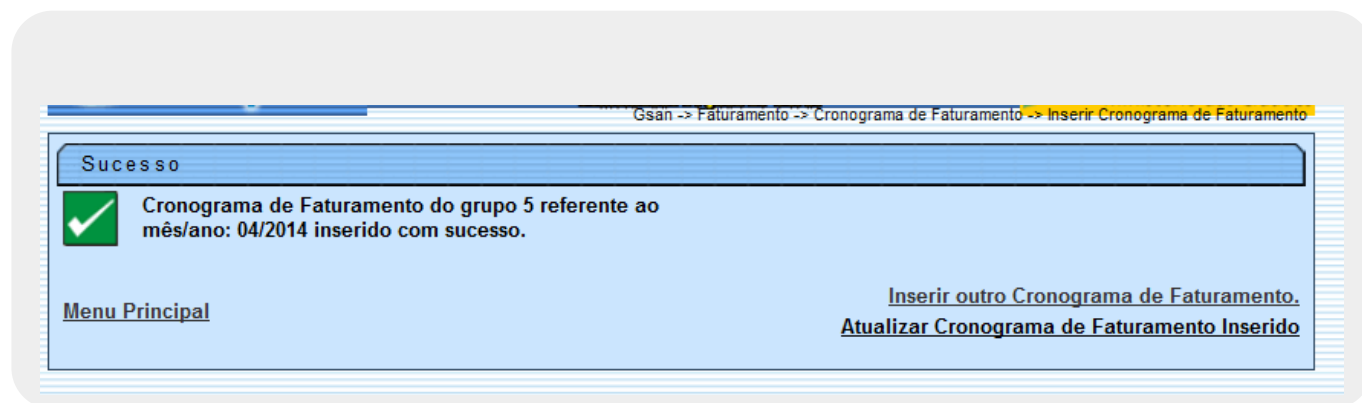 Gsan -> Faturamento -> Cronograma de Faturamento -> Inserir Cronograma de Faturamento
Sucesso
Cronograma de Faturamento do grupo 5 referente ao
mês/ano: 04/2014 inserido com sucesso.
Inserir outro Cronograma de Faturamento.
Menu Principal
Atualizar Cronograma de Faturamento Inserido